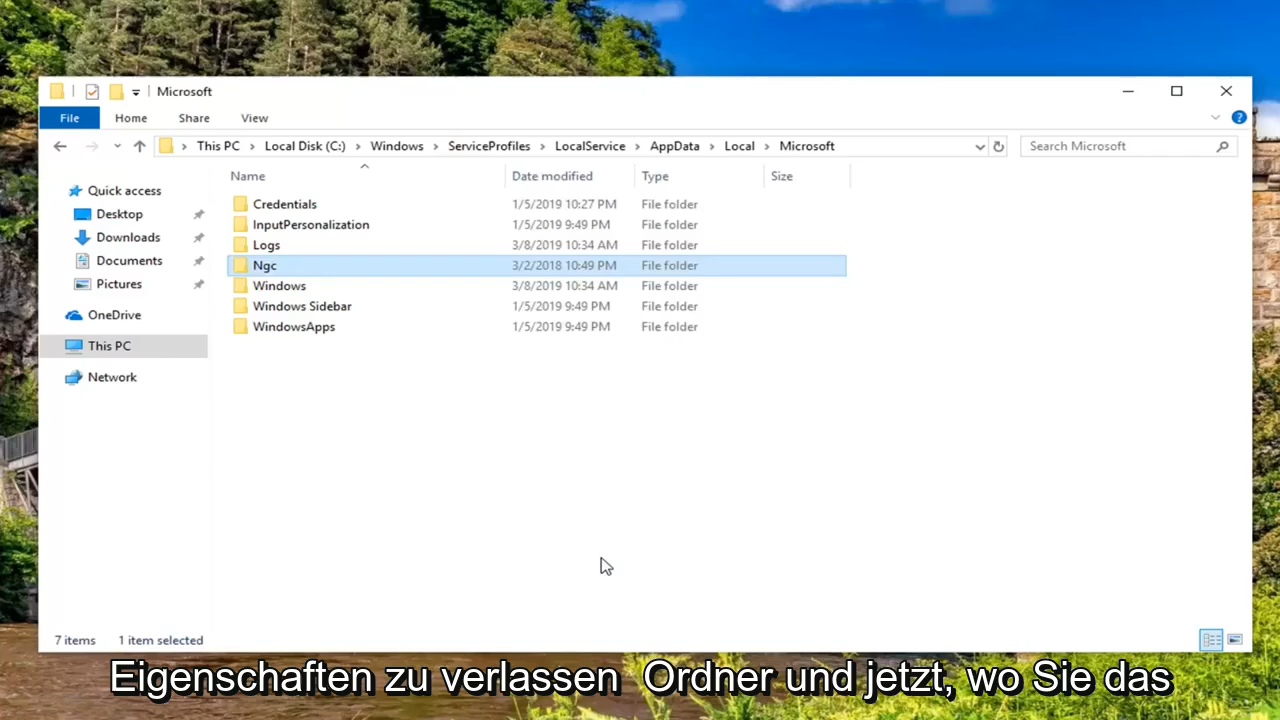 Microsoft
File Home Share View
This PC Local Disk (C:) Windows ServiceProfiles LocalService AppData Local Microsoft
Search Microsoft
Name Date modified Type Size
Quick access
Desktop
Downloads
Documents
Pictures
OneDrive
This PC
Network
Credentials 1/5/2019 10:27 PM File folder
InputPersonalization 1/5/2019 9:49 PM File folder
Logs 3/8/2019 10:34 AM File folder
Ngc 3/2/2018 10:49 PM File folder
Windows 3/8/2019 10:34 AM File folder
Windows Sidebar 1/5/2019 9:49 PM File folder
WindowsApps 1/5/2019 9:49 PM File folder
7 items 1 item selected
Eigenschaften zu verlassen Ordner und jetzt, wo Sie das